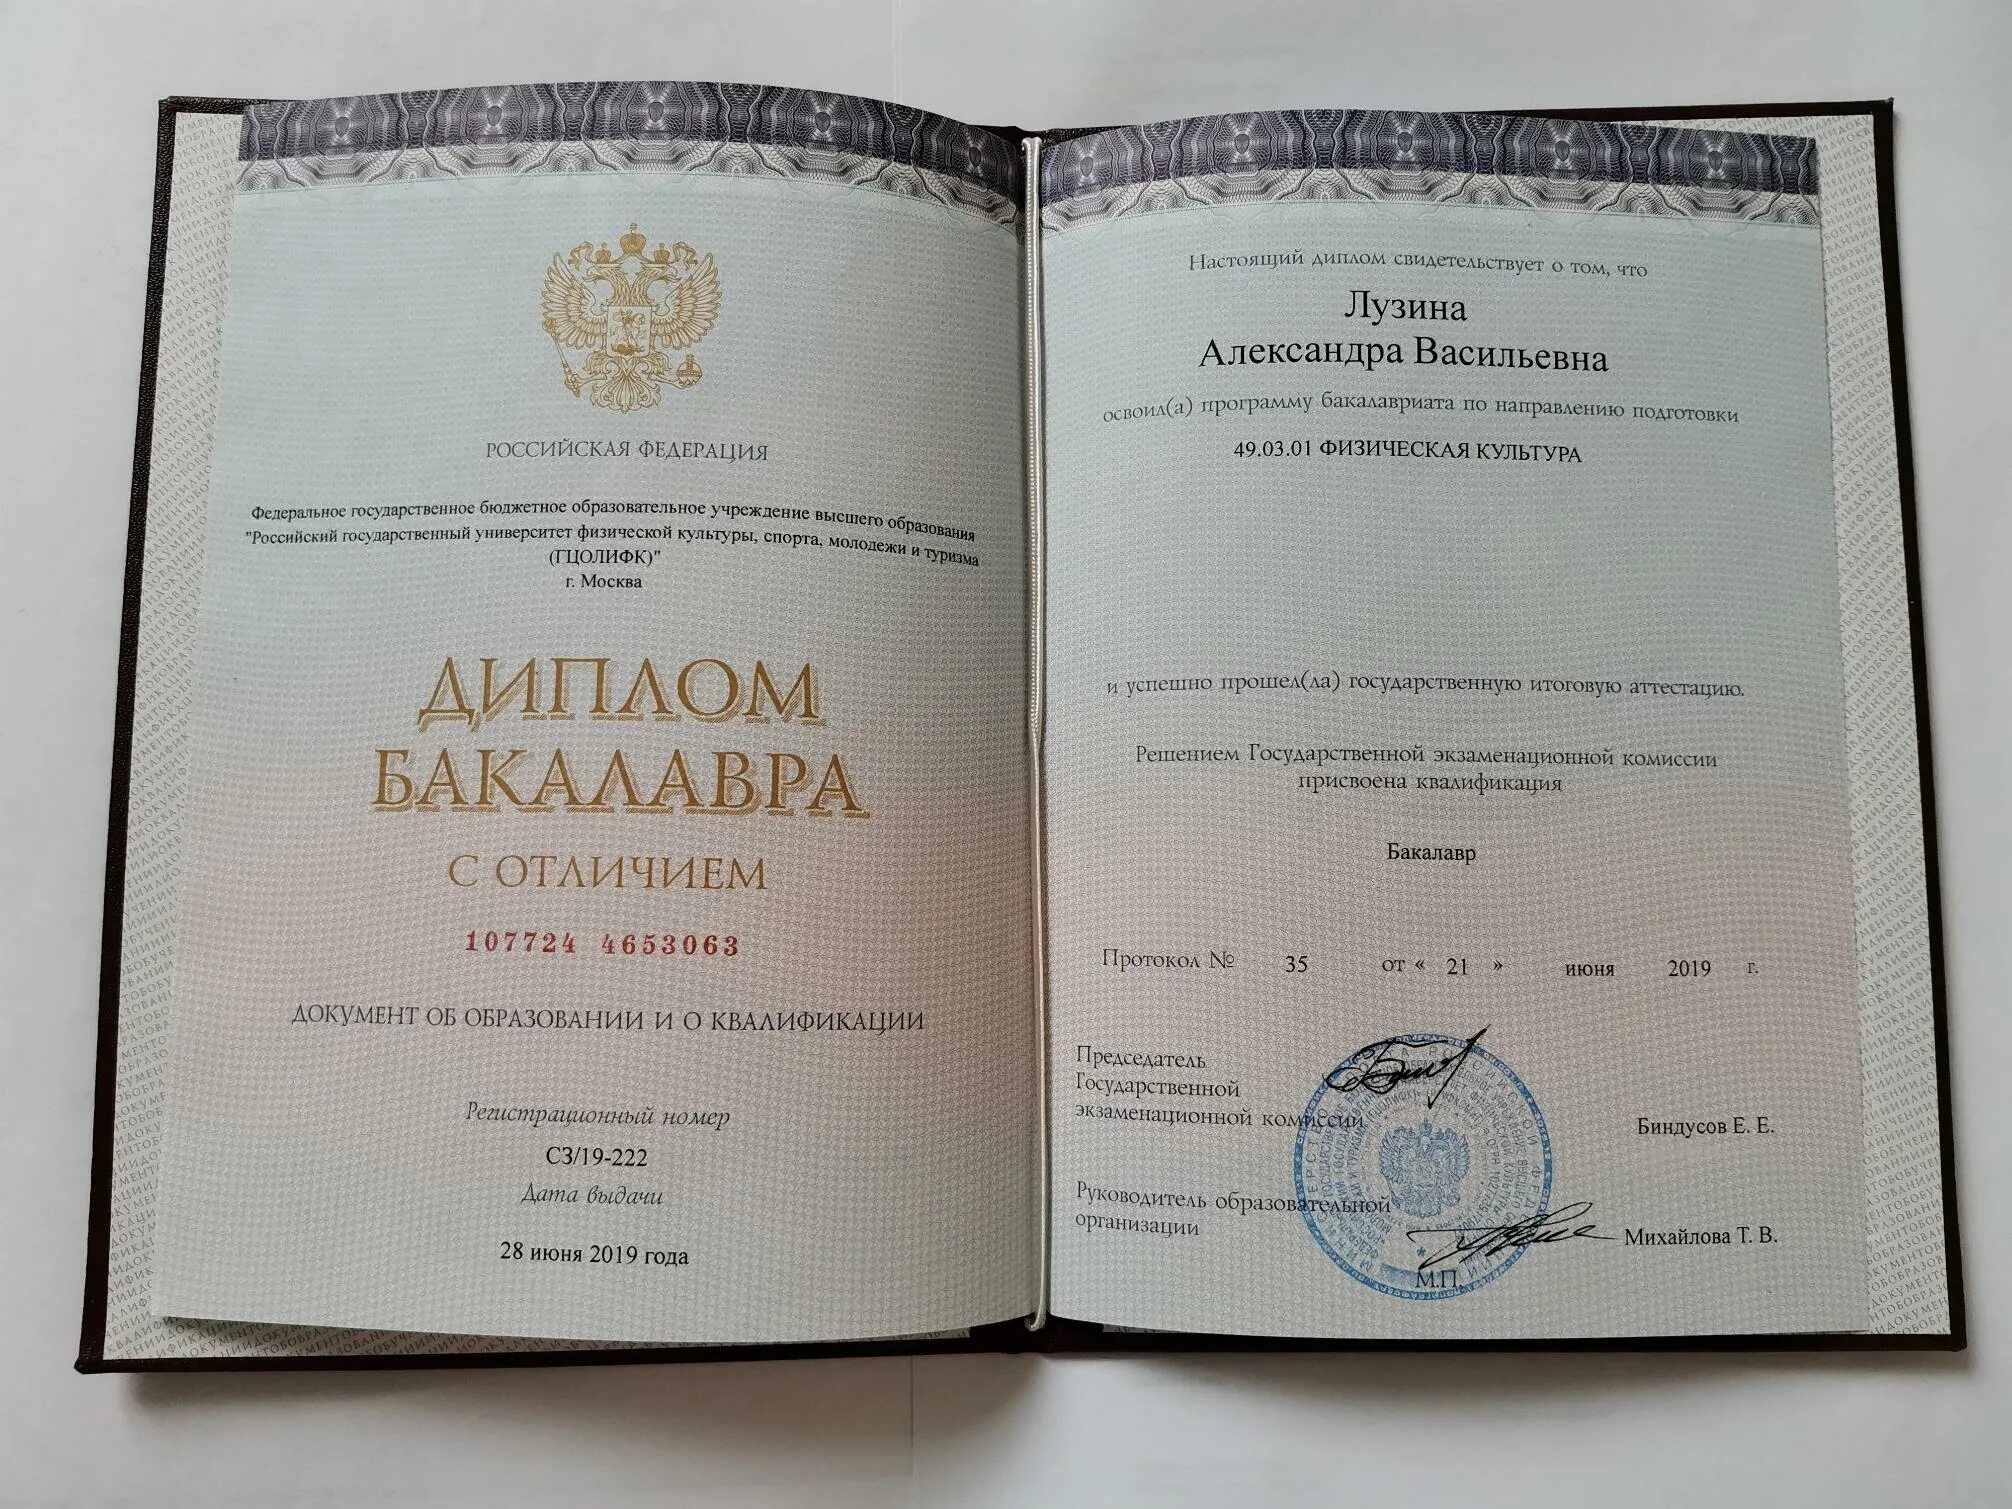 РОССИЙСКАЯ ФЕДЕРАЦИЯ
Федеральное государственное бюджетное образовательное учреждение высшего образования
"Российский государственный университет физической культуры, спорта, молодежи и туризма
(ГЦОЛИФК)"
г. Москва
ДИПЛОМ
БАКАЛАВРА
С ОТЛИЧИЕМ
107724 4653063
ДОКУМЕНТ ОБ ОБРАЗОВАНИИ И О КВАЛИФИКАЦИИ
Регистрационный номер
СЗ/19-222
Дата выдачи
28 июня 2019 года
Настоящий диплом свидетельствует о том, что
Лузина
Александра Васильевна
освоил(а) программу бакалавриата по направлению подготовки
49.03.01 ФИЗИЧЕСКАЯ КУЛЬТУРА
и успешно прошел(ла) государственную итоговую аттестацию.
Решением Государственной экзаменационной комиссии
присвоена квалификация
Бакалавр
Протокол № 35 от « 21 » июня 2019 г.
Председатель
Государственной
экзаменационной комиссии
Биндусов Е. Е.
Руководитель образовательной
организации
Михайлова Т. В.
М.П.